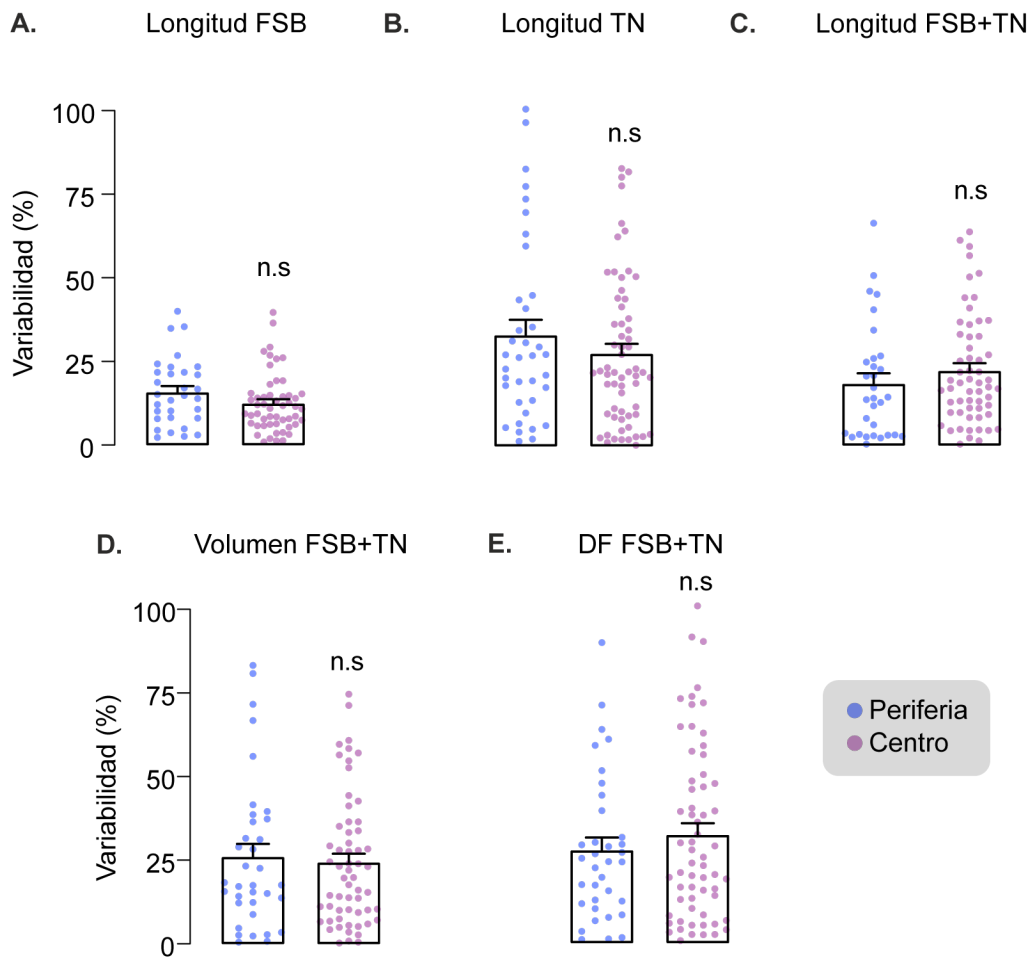 A. Longitud FSB
B. Longitud TN
C. Longitud FSB+TN
Variabilidad (%)
100
75
50
25
0
n.s
n.s
n.s
D. Volumen FSB+TN
E. DF FSB+TN
Variabilidad (%)
100
75
50
25
0
n.s
n.s
Periferia
Centro